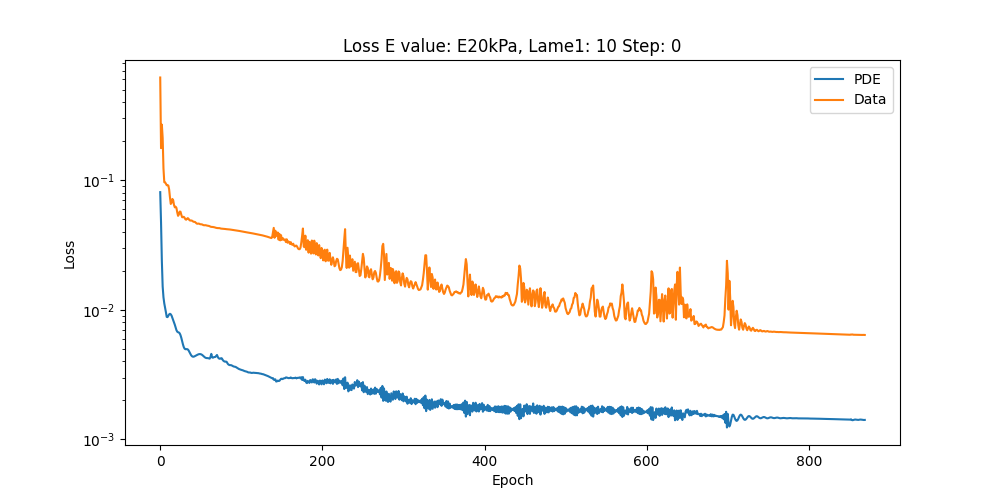 Loss E value: E20kPa, Lame1: 10 Step: 0
PDE
Data
10⁻¹
10⁻²
10⁻³
Loss
0 200 400 600 800
Epoch